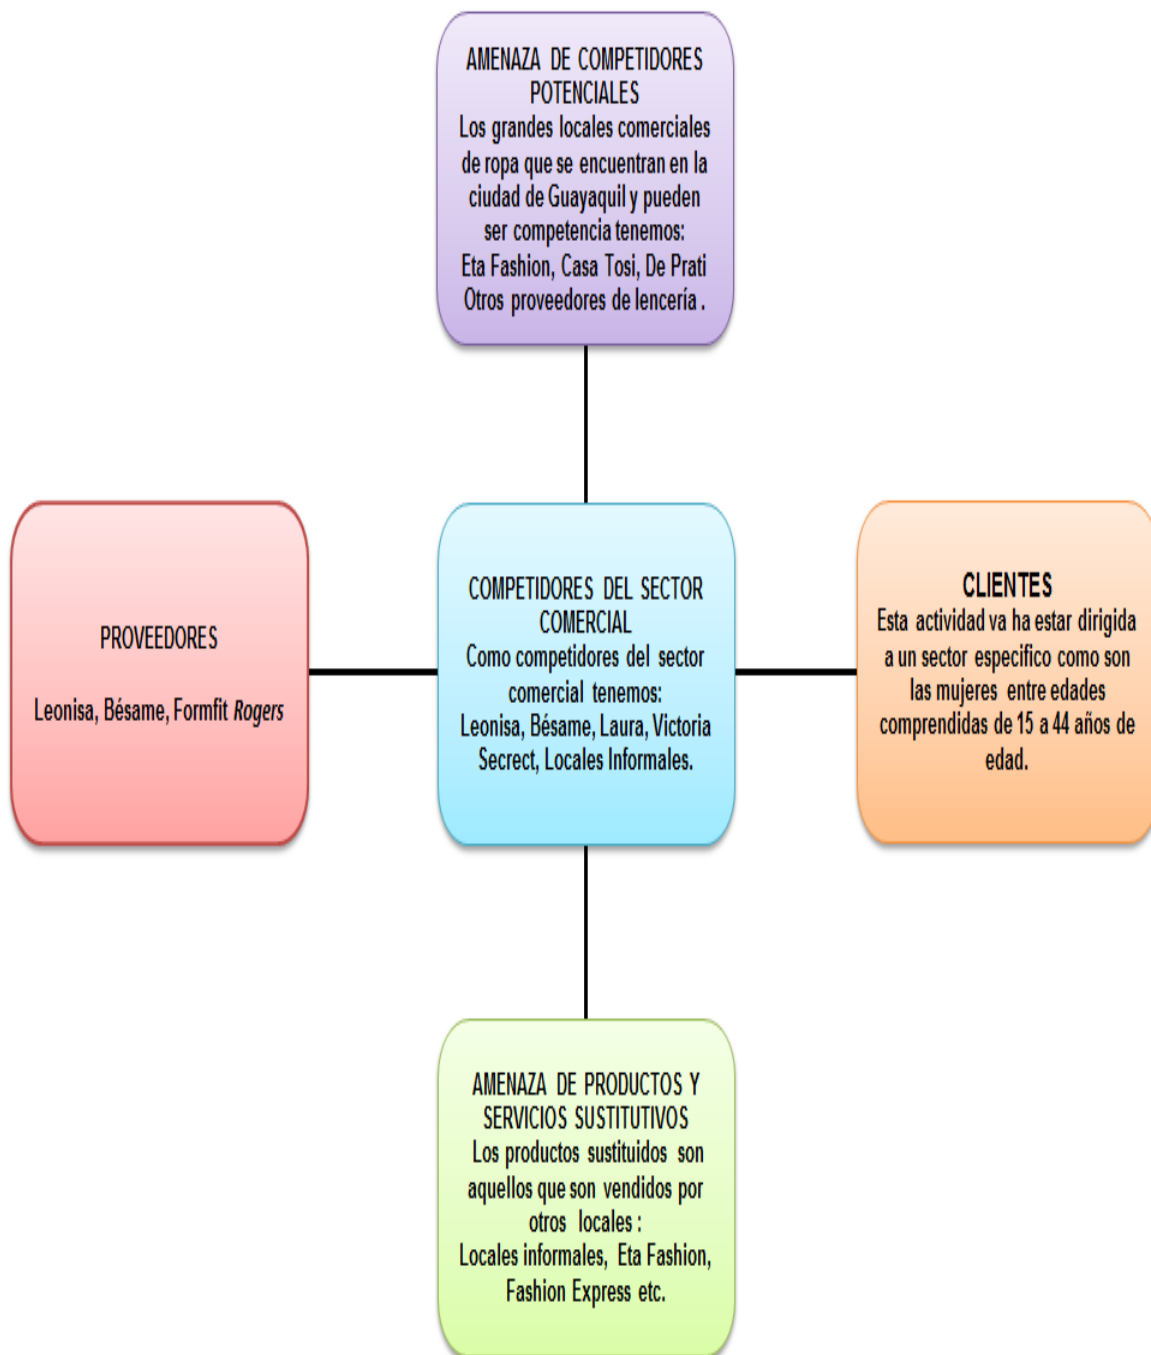 AMENAZA DE COMPETIDORES
POTENCIALES
Los grandes locales comerciales
de ropa que se encuentran en la
ciudad de Guayaquil y pueden
ser competencia tenemos:
Eta Fashion, Casa Tosi, De Prati
Otros proveedores de lencería .
PROVEEDORES
Leonisa, Bésame, Formfit Rogers
COMPETIDORES DEL SECTOR
COMERCIAL
Como competidores del sector
comercial tenemos:
Leonisa, Bésame, Laura, Victoria
Secrect, Locales Informales.
CLIENTES
Esta actividad va ha estar dirigida
a un sector especifico como son
las mujeres entre edades
comprendidas de 15 a 44 años de
edad.
AMENAZA DE PRODUCTOS Y
SERVICIOS SUSTITUTIVOS
Los productos sustituidos son
aquellos que son vendidos por
otros locales :
Locales informales, Eta Fashion,
Fashion Express etc.